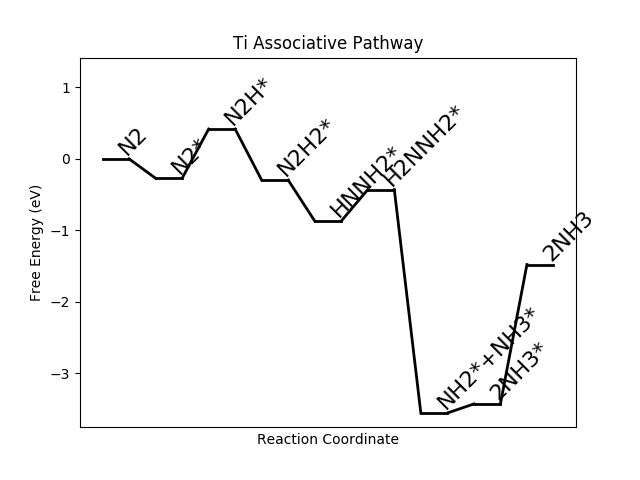 Ti Associative Pathway
Free Energy (eV)
1
0
−1
−2
−3
N2
N2*
N2H*
N2H2*
HNNH2*
H2NNH2*
NH2*+NH3*
2NH3*
2NH3
Reaction Coordinate